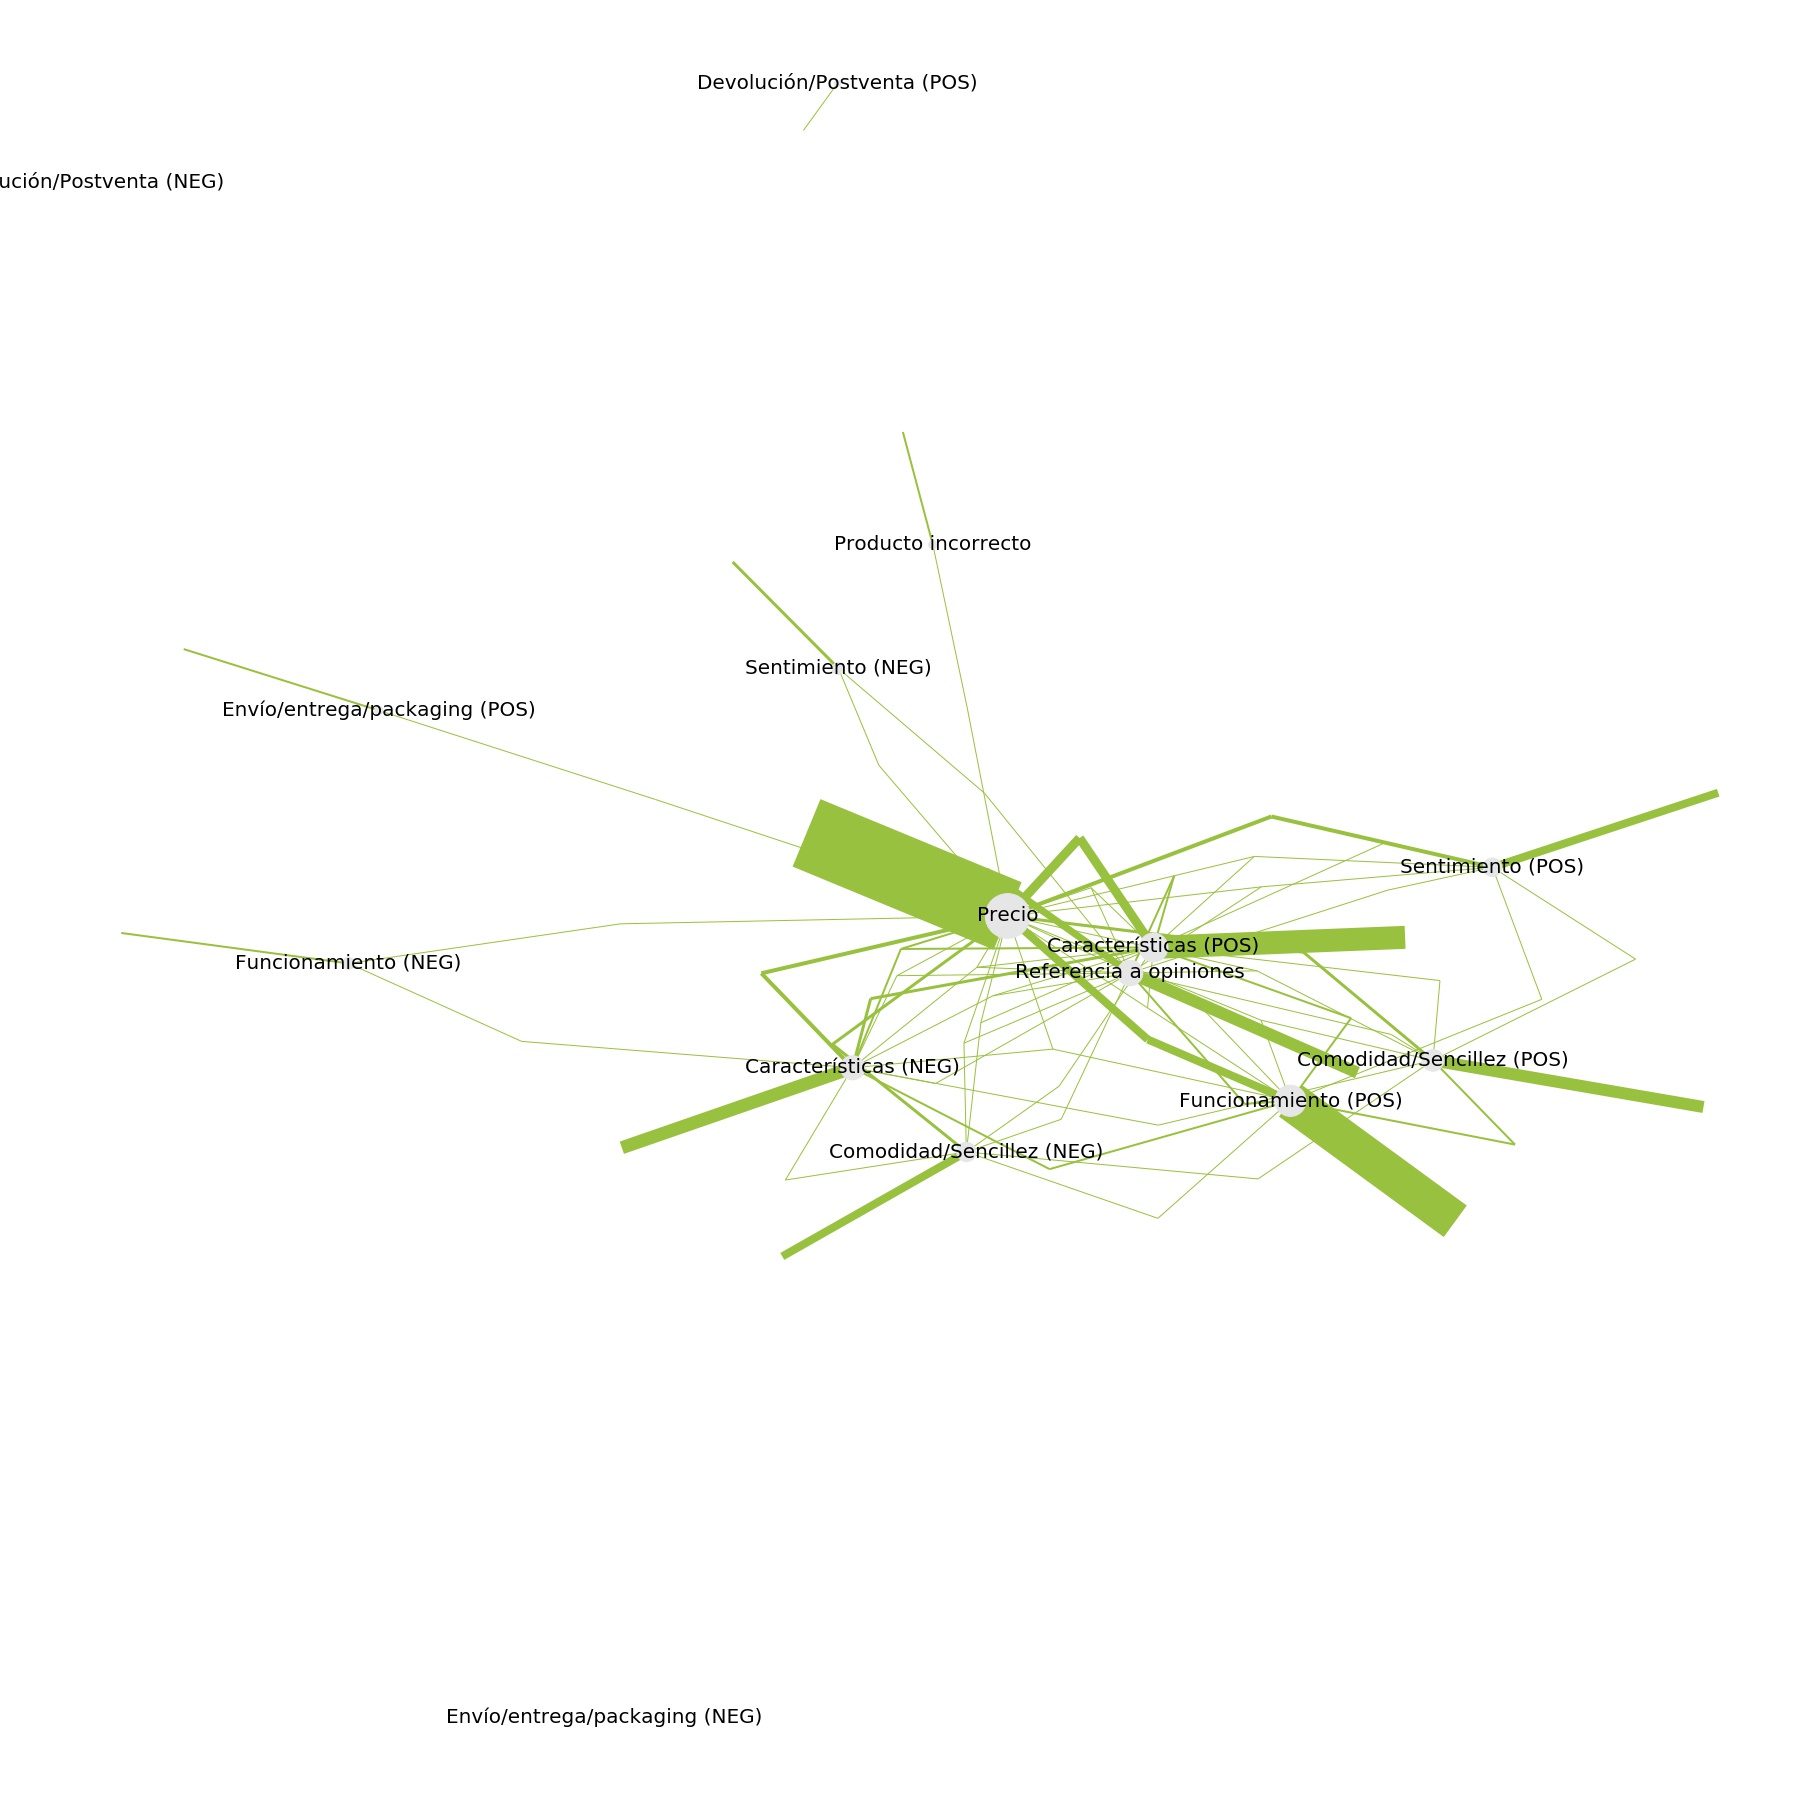 Devolución/Postventa (POS)
ución/Postventa (NEG)
Producto incorrecto
Sentimiento (NEG)
Envío/entrega/packaging (POS)
Sentimiento (POS)
Precio
Características (POS)
Funcionamiento (NEG)
Referencia a opiniones
Comodidad/Sencillez (POS)
Características (NEG)
Funcionamiento (POS)
Comodidad/Sencillez (NEG)
Envío/entrega/packaging (NEG)